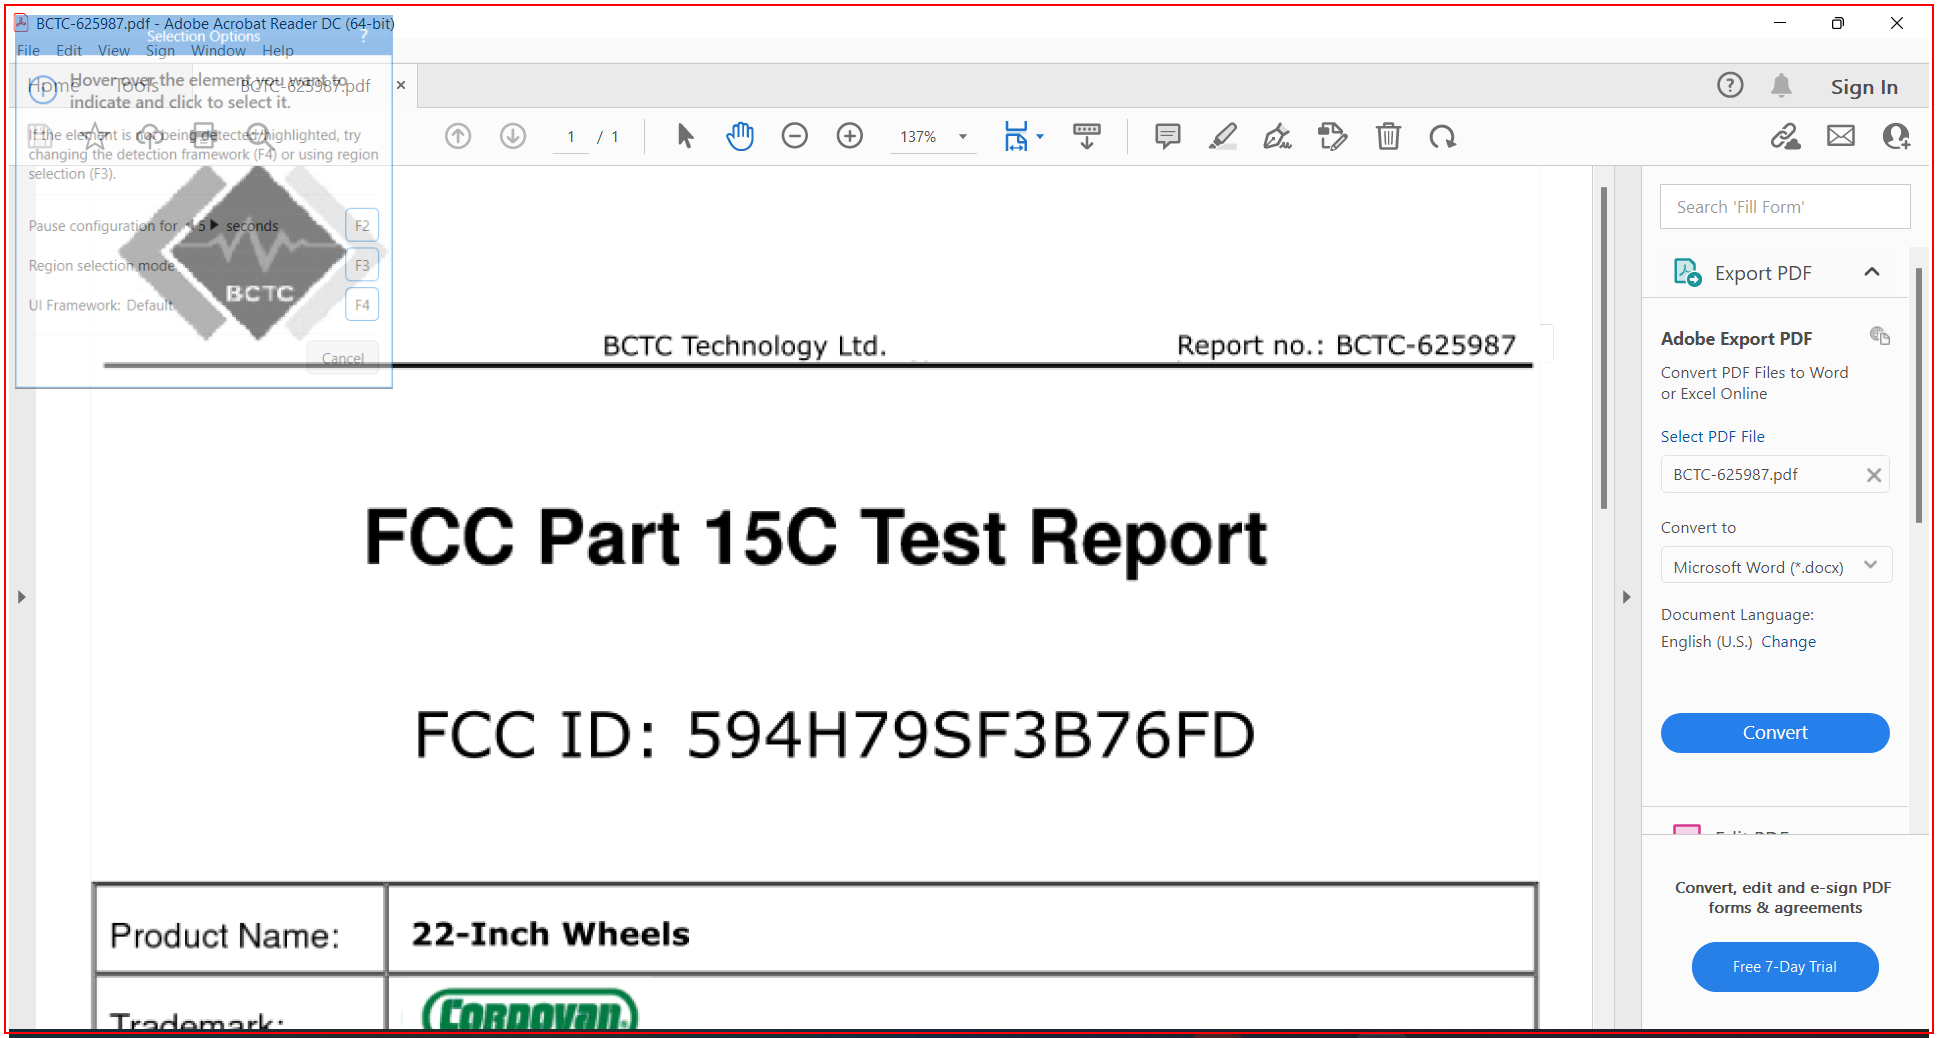 BCTC-625987.pdf - Adobe Acrobat Reader DC (64-bit)
Selection Options ?
File Edit View Sign Window Help
Home Tools BCTC-625987.pdf
Sign In
Hover over the element you want to
indicate and click to select it.
If the element is not being detected/highlighted, try
changing the detection framework (F4) or using region
selection (F3).
1 / 1
137%
Pause configuration for 5 seconds F2
Region selection mode F3
UI Framework: Default F4
Cancel
BCTC
BCTC Technology Ltd. Report no.: BCTC-625987
FCC Part 15C Test Report
FCC ID: 594H79SF3B76FD
Product Name: 22-Inch Wheels
Trademark: CORDOVAN
Search 'Fill Form'
Export PDF
Adobe Export PDF
Convert PDF Files to Word
or Excel Online
Select PDF File
BCTC-625987.pdf
Convert to
Microsoft Word (*.docx)
Document Language:
English (U.S.) Change
Convert
Edit PDF
Convert, edit and e-sign PDF
forms & agreements
Free 7-Day Trial